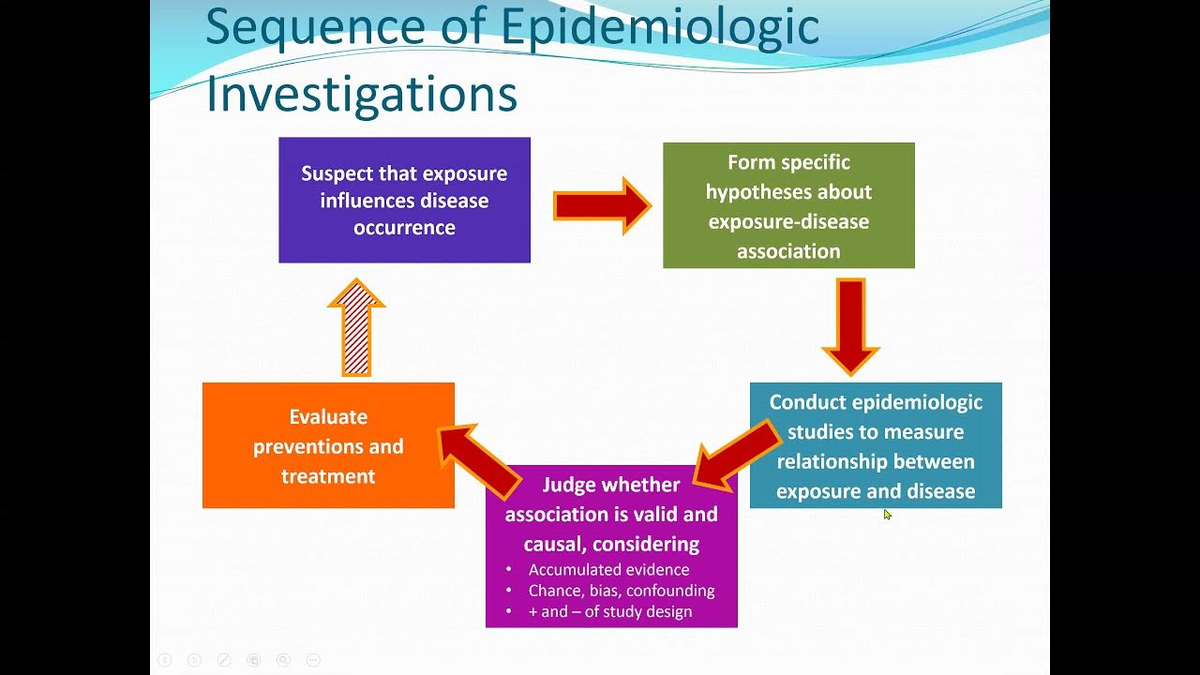 Sequence of Epidemiologic
Investigations
Suspect that exposure
influences disease
occurrence
Form specific
hypotheses about
exposure-disease
association
Conduct epidemiologic
studies to measure
relationship between
exposure and disease
Judge whether
association is valid and
causal, considering
• Accumulated evidence
• Chance, bias, confounding
• + and – of study design
Evaluate
preventions and
treatment